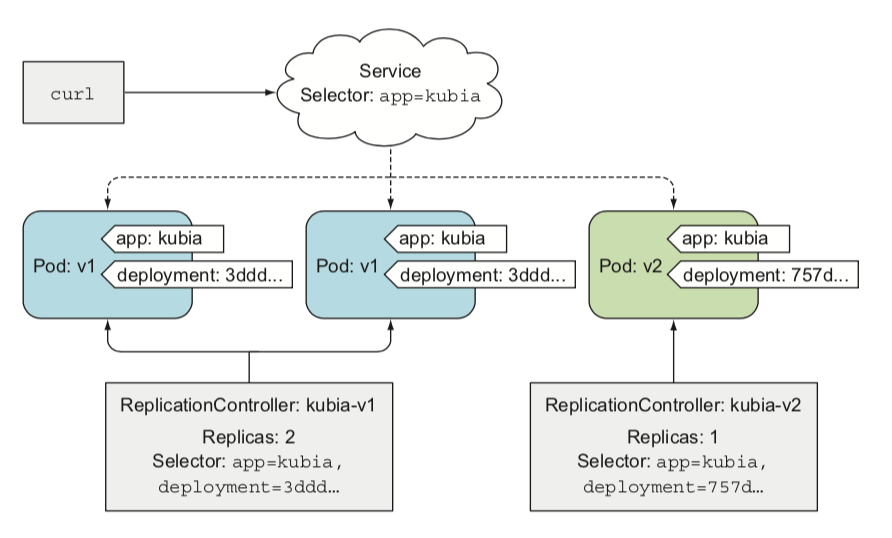 Service
curl
Selector: app=kubia
app: kubia
Pod: v1
deployment: 3ddd...
app: kubia
Pod: v1
deployment: 3ddd...
app: kubia
Pod: v2
deployment: 757d...
ReplicationController: kubia-v1
Replicas: 2
Selector: app=kubia,
deployment=3ddd…
ReplicationController: kubia-v2
Replicas: 1
Selector: app=kubia,
deployment=757d…